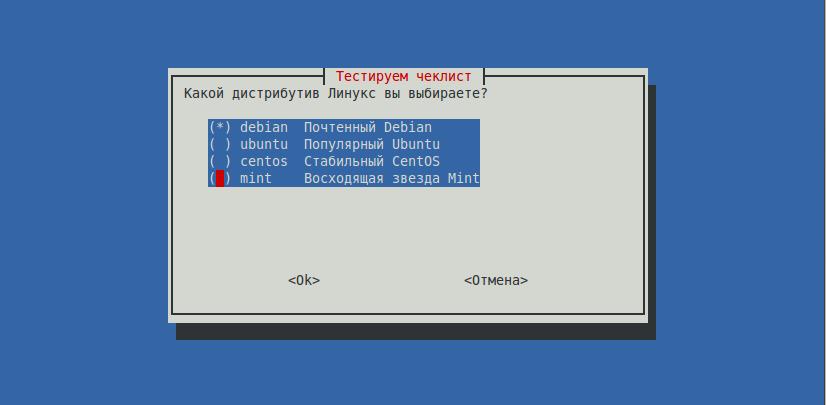 Тестируем чеклист
Какой дистрибутив Линукс вы выбираете?
(*) debian Почтенный Debian
( ) ubuntu Популярный Ubuntu
( ) centos Стабильный CentOS
( ) mint Восходящая звезда Mint
<Ok> <Отмена>